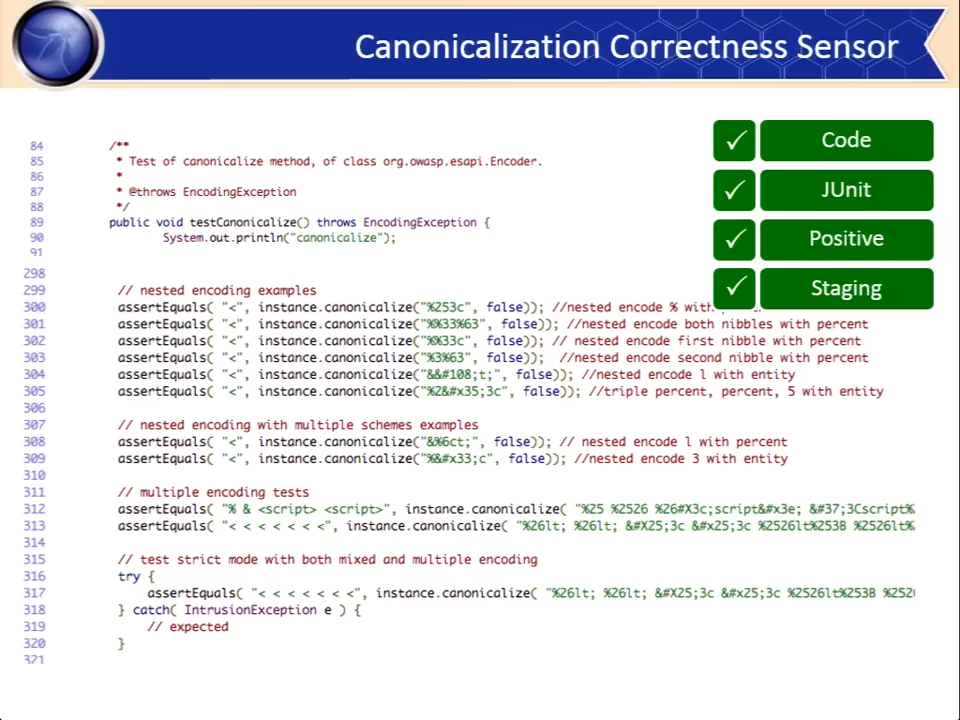 Canonicalization Correctness Sensor
✓ Code
✓ JUnit
✓ Positive
✓ Staging
84 /**
85 * Test of canonicalize method, of class org.owasp.esapi.Encoder.
86 *
87 * @throws EncodingException
88 */
89 public void testCanonicalize() throws EncodingException {
90 System.out.println("canonicalize");
91
298
299 // nested encoding examples
300 assertEquals( "<", instance.canonicalize("%253c", false)); //nested encode % with
301 assertEquals( "<", instance.canonicalize("%%33%63", false)); //nested encode both nibbles with percent
302 assertEquals( "<", instance.canonicalize("%%33c", false)); // nested encode first nibble with percent
303 assertEquals( "<", instance.canonicalize("%3%63", false)); //nested encode second nibble with percent
304 assertEquals( "<", instance.canonicalize("&&#108;t;", false)); //nested encode l with entity
305 assertEquals( "<", instance.canonicalize("%2&#x35;3c", false)); //triple percent, percent, 5 with entity
306
307 // nested encoding with multiple schemes examples
308 assertEquals( "<", instance.canonicalize("&%6ct;", false)); // nested encode l with percent
309 assertEquals( "<", instance.canonicalize("%&#x33;c", false)); //nested encode 3 with entity
310
311 // multiple encoding tests
312 assertEquals( "% & <script> <script>", instance.canonicalize( "%25 %2526 %26#X3c;script&#x3e; &#37;3Cscript%
313 assertEquals( "< < < < < < <", instance.canonicalize( "%26lt; %26lt; &#X25;3c &#x25;3c %2526lt%253B %2526lt%
314
315 // test strict mode with both mixed and multiple encoding
316 try {
317 assertEquals( "< < < < < < <", instance.canonicalize( "%26lt; %26lt; &#X25;3c &#x25;3c %2526lt%253B %252
318 } catch( IntrusionException e ) {
319 // expected
320 }
321